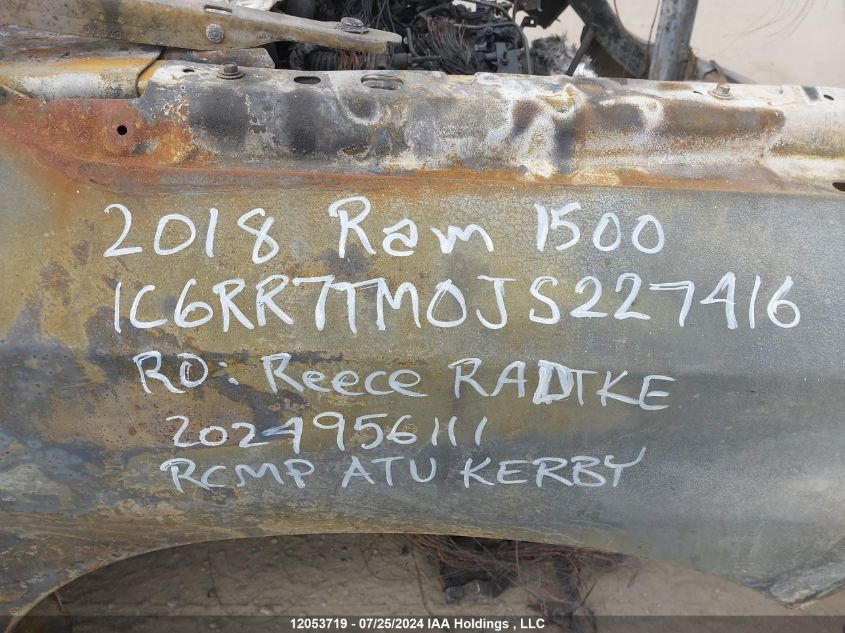 2018 Ram 1500
1C6RR7TM0JS227416
RO: Reece RADTKE
2024956111
RCMP ATU KERBY
12053719 - 07/25/2024 IAA Holdings , LLC